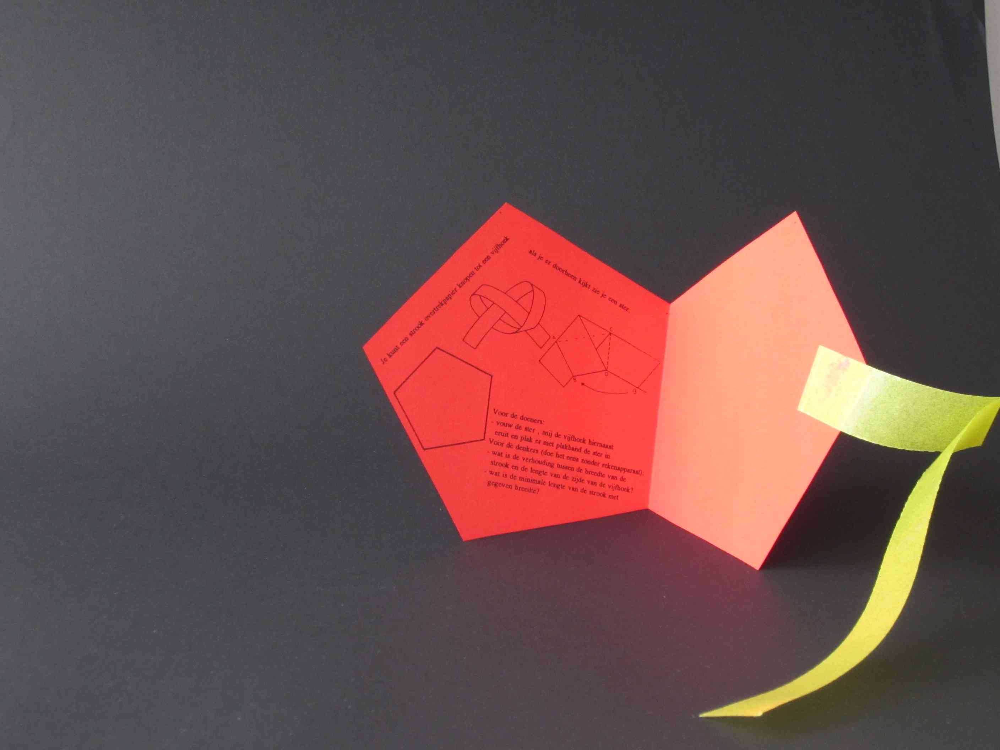 Je kunt een strook overtrekpapier knopen tot een vijfhoek
als je er doorheen kijkt zie je een ster.
A
C
B
D
B
Voor de doeners:
- vouw de ster , snij de vijfhoek hiernaast
eruit en plak er met plakband de ster in
Voor de denkers (doe het eens zonder rekenapparaat):
- wat is de verhouding tussen de breedte van de
strook en de lengte van de zijde van de vijfhoek?
- wat is de minimale lengte van de strook met
gegeven breedte?